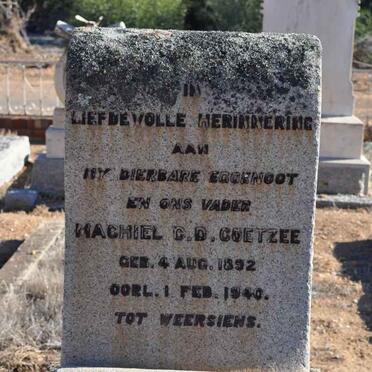 IN
LIEFDEVOLLE HERINNERING
AAN
MY DIERBARE EGGENOOT
EN ONS VADER
MACHIEL C.D. COETZEE
GEB. 4 AUG. 1892
OORL. 1 FEB. 1940.
TOT WEERSIENS.